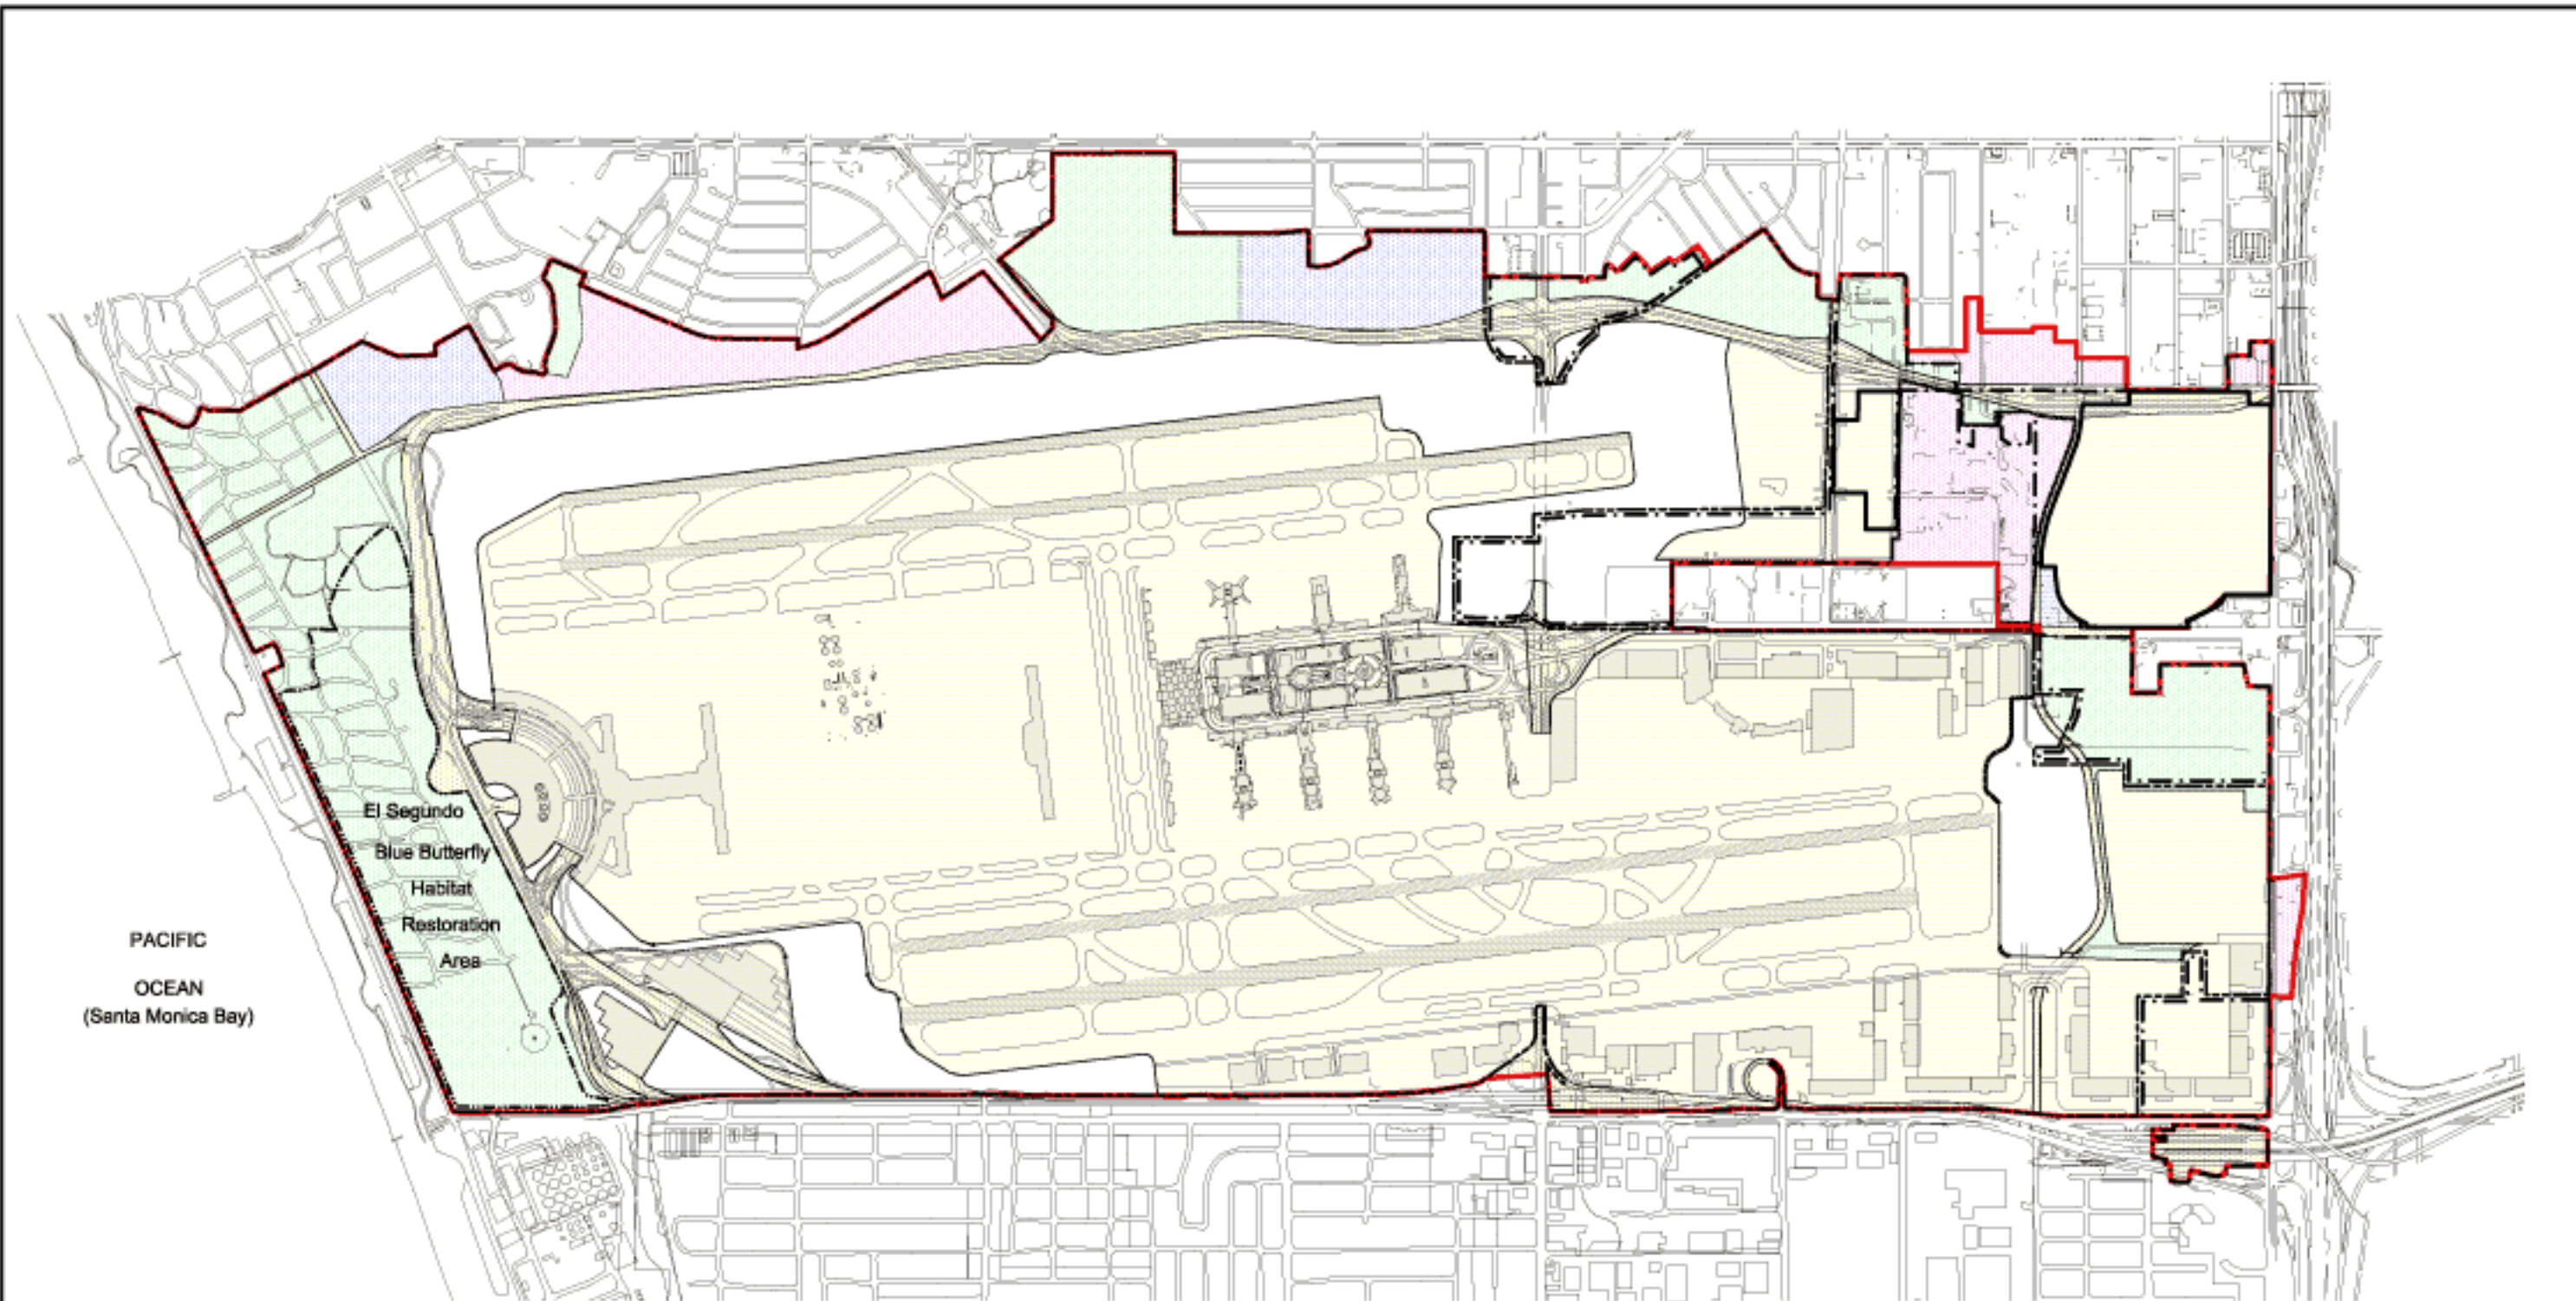 El Segundo
Blue Butterfly
Habitat
Restoration
Area
PACIFIC
OCEAN
(Santa Monica Bay)